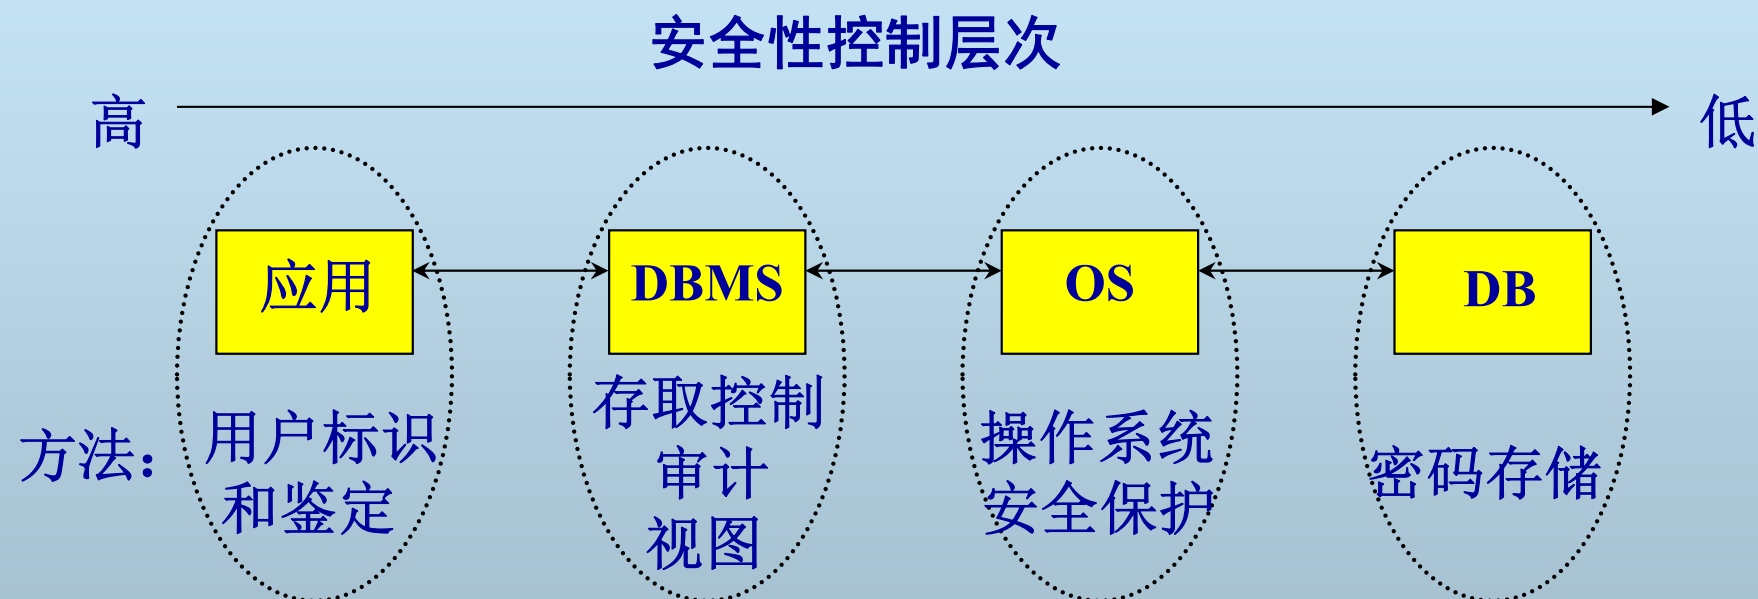 安全性控制层次
高
低
应用
DBMS
OS
DB
方法：
用户标识
和鉴定
存取控制
审计
视图
操作系统
安全保护
密码存储